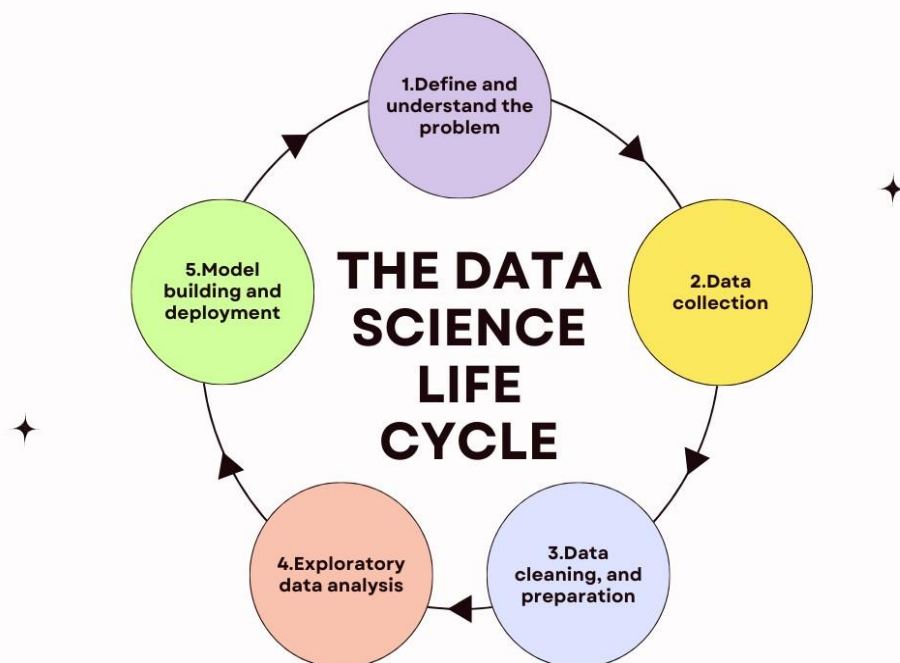 1.Define and
understand the
problem
2.Data
collection
3.Data
cleaning, and
preparation
4.Exploratory
data analysis
5.Model
building and
deployment
THE DATA
SCIENCE
LIFE
CYCLE